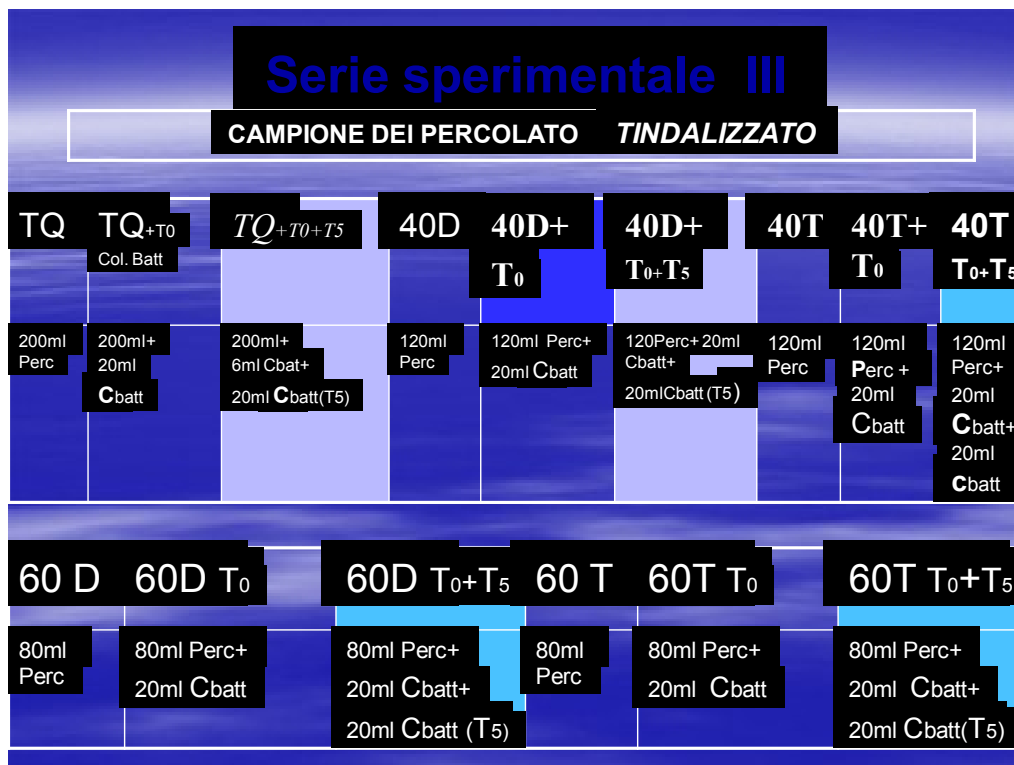 Serie sperimentale III
CAMPIONE DEI PERCOLATO TINDALIZZATO
TQ
TQ+T0
Col. Batt
TQ+T0+T5
40D
40D+
T0
40D+
T0+T5
40T
40T+
T0
40T
T0+T5
200ml
Perc
200ml+
20ml
Cbatt
200ml+
6ml Cbat+
20ml Cbatt(T5)
120ml
Perc
120ml Perc+
20ml Cbatt
120Perc+ 20ml
Cbatt+
20mlCbatt (T5)
120ml
Perc
120ml
Perc +
20ml
Cbatt
120ml
Perc+
20ml
Cbatt+
20ml
cbatt
60 D
60D T0
60D T0+T5
60 T
60T T0
60T T0+T5
80ml
Perc
80ml Perc+
20ml Cbatt
80ml Perc+
20ml Cbatt+
20ml Cbatt (T5)
80ml
Perc
80ml Perc+
20ml Cbatt
80ml Perc+
20ml Cbatt+
20ml Cbatt(T5)